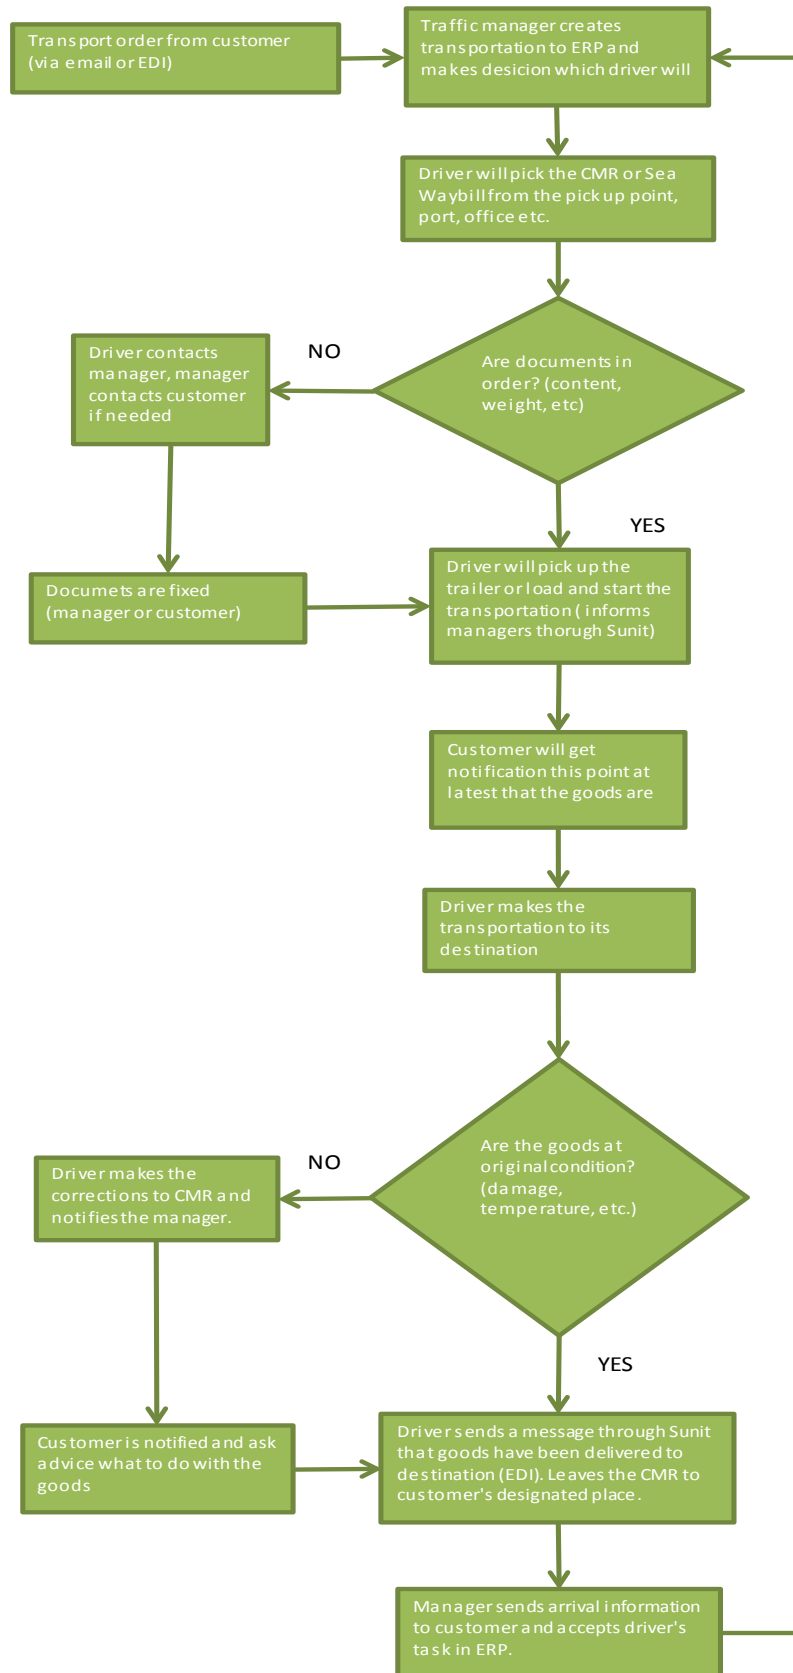 Transport order from customer
(via email or EDI)
Traffic manager creates
transportation to ERP and
makes desicion which driver will
Driver will pick the CMR or Sea
Waybill from the pick up point,
port, office etc.
Are documents in
order? (content,
weight, etc)
NO
Driver contacts
manager, manager
contacts customer
if needed
YES
Documets are fixed
(manager or customer)
Driver will pick up the
trailer or load and start the
transportation ( informs
managers thorugh Sunit)
Customer will get
notification this point at
latest that the goods are
Driver makes the
transportation to its
destination
Are the goods at
original condition?
(damage,
temperature, etc.)
NO
Driver makes the
corrections to CMR and
notifies the manager.
YES
Customer is notified and ask
advice what to do with the
goods
Driver sends a message through Sunit
that goods have been delivered to
destination (EDI). Leaves the CMR to
customer's designated place.
Manager sends arrival information
to customer and accepts driver's
task in ERP.